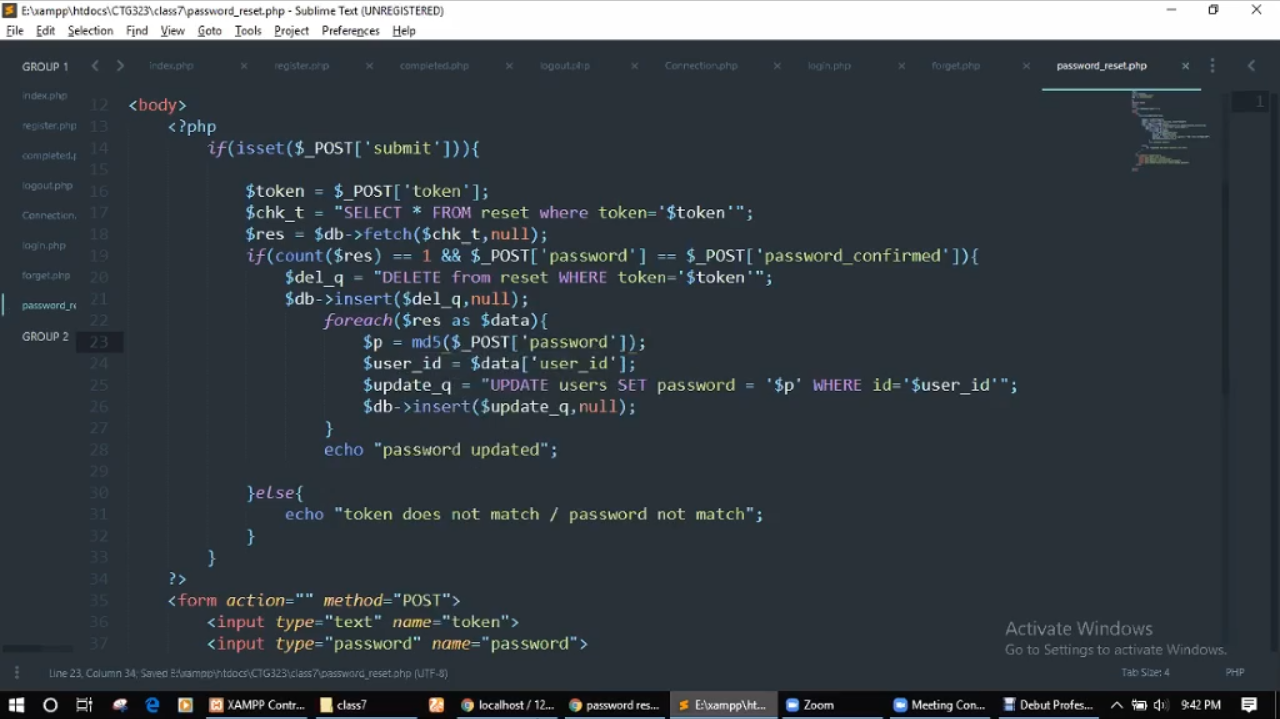 E:\xampp\htdocs\CTG323\class7\password_reset.php - Sublime Text (UNREGISTERED)
File Edit Selection Find View Goto Tools Project Preferences Help
GROUP 1
index.php register.php completed.php logout.php Connection.php login.php forget.php password_reset.php
index.php
register.php
completed.p
logout.php
Connection.
login.php
forget.php
password_re
GROUP 2
12 <body>
13 <?php
14 if(isset($_POST['submit'])){
15
16 $token = $_POST['token'];
17 $chk_t = "SELECT * FROM reset where token='$token'";
18 $res = $db->fetch($chk_t,null);
19 if(count($res) == 1 && $_POST['password'] == $_POST['password_confirmed']){
20 $del_q = "DELETE from reset WHERE token='$token'";
21 $db->insert($del_q,null);
22 foreach($res as $data){
23 $p = md5($_POST['password']);
24 $user_id = $data['user_id'];
25 $update_q = "UPDATE users SET password = '$p' WHERE id='$user_id'";
26 $db->insert($update_q,null);
27 }
28 echo "password updated";
29
30 }else{
31 echo "token does not match / password not match";
32 }
33 }
34 ?>
35 <form action="" method="POST">
36 <input type="text" name="token">
37 <input type="password" name="password">
1
Activate Windows
Go to Settings to activate Windows.
Line 23, Column 34; Saved E:\xampp\htdocs\CTG323\class7\password_reset.php (UTF-8) Tab Size: 4 PHP
XAMPP Contr... class7 localhost / 12... password res... E:\xampp\ht... Zoom Meeting Con... Debut Profes... 9:42 PM